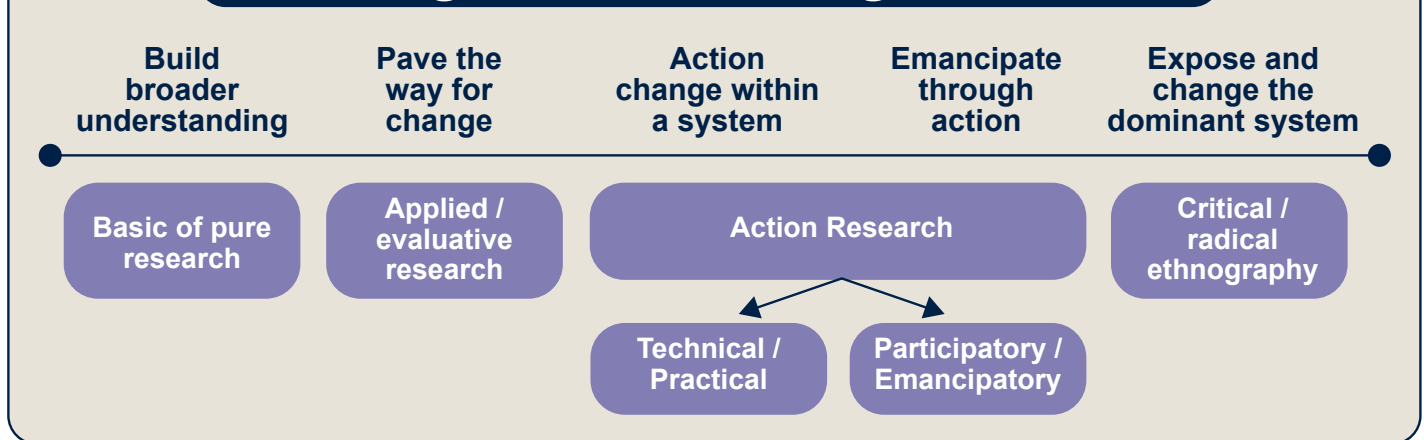 Build
broader
understanding
Pave the
way for
change
Action
change within
a system
Emancipate
through
action
Expose and
change the
dominant system
Basic of pure
research
Applied /
evaluative
research
Action Research
Critical /
radical
ethnography
Technical /
Practical
Participatory /
Emancipatory